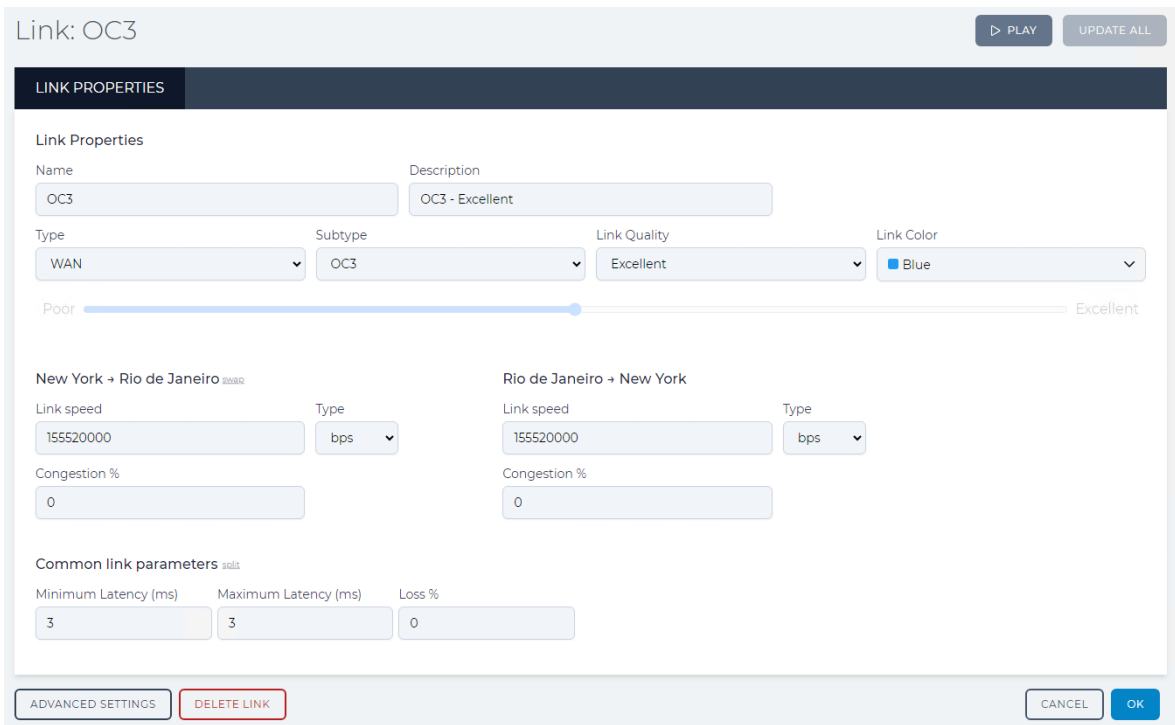 Link: OC3
PLAY
UPDATE ALL
LINK PROPERTIES
Link Properties
Name
Description
OC3
OC3 - Excellent
Type
Subtype
Link Quality
Link Color
WAN
OC3
Excellent
Blue
Poor
Excellent
New York → Rio de Janeiro swap
Rio de Janeiro → New York
Link speed
Type
Link speed
Type
155520000
bps
155520000
bps
Congestion %
Congestion %
0
0
Common link parameters split
Minimum Latency (ms)
Maximum Latency (ms)
Loss %
3
3
0
ADVANCED SETTINGS
DELETE LINK
CANCEL
OK